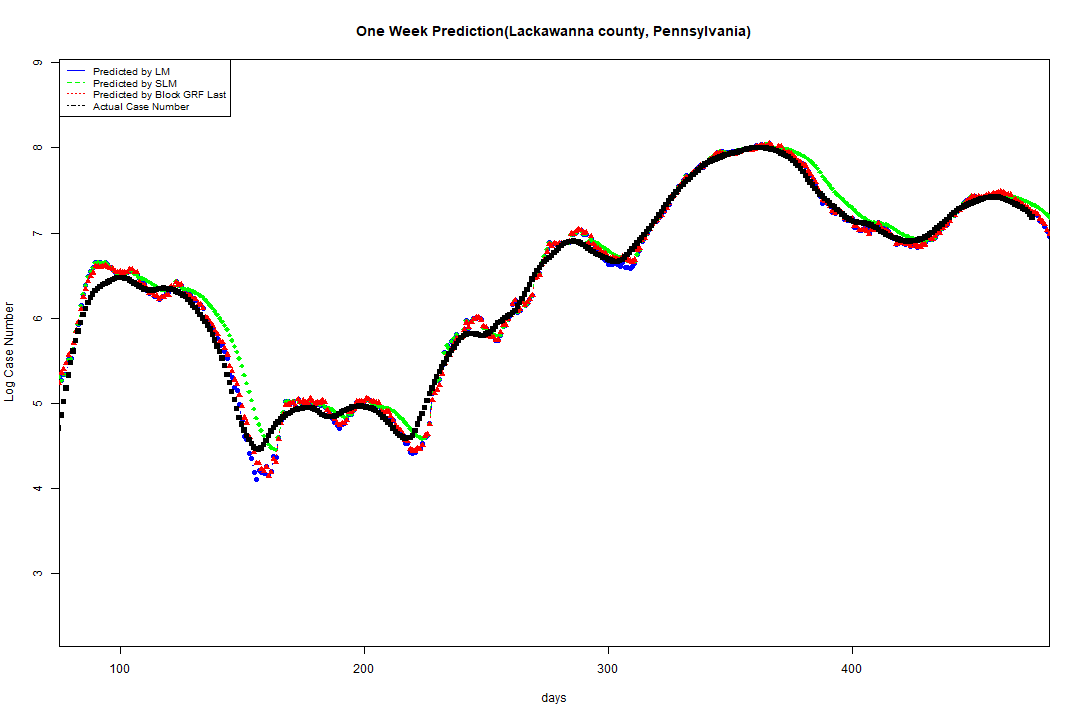 One Week Prediction(Lackawanna county, Pennsylvania)
Predicted by LM
Predicted by SLM
Predicted by Block GRF Last
Actual Case Number
9
8
7
6
5
4
3
Log Case Number
100 200 300 400
days